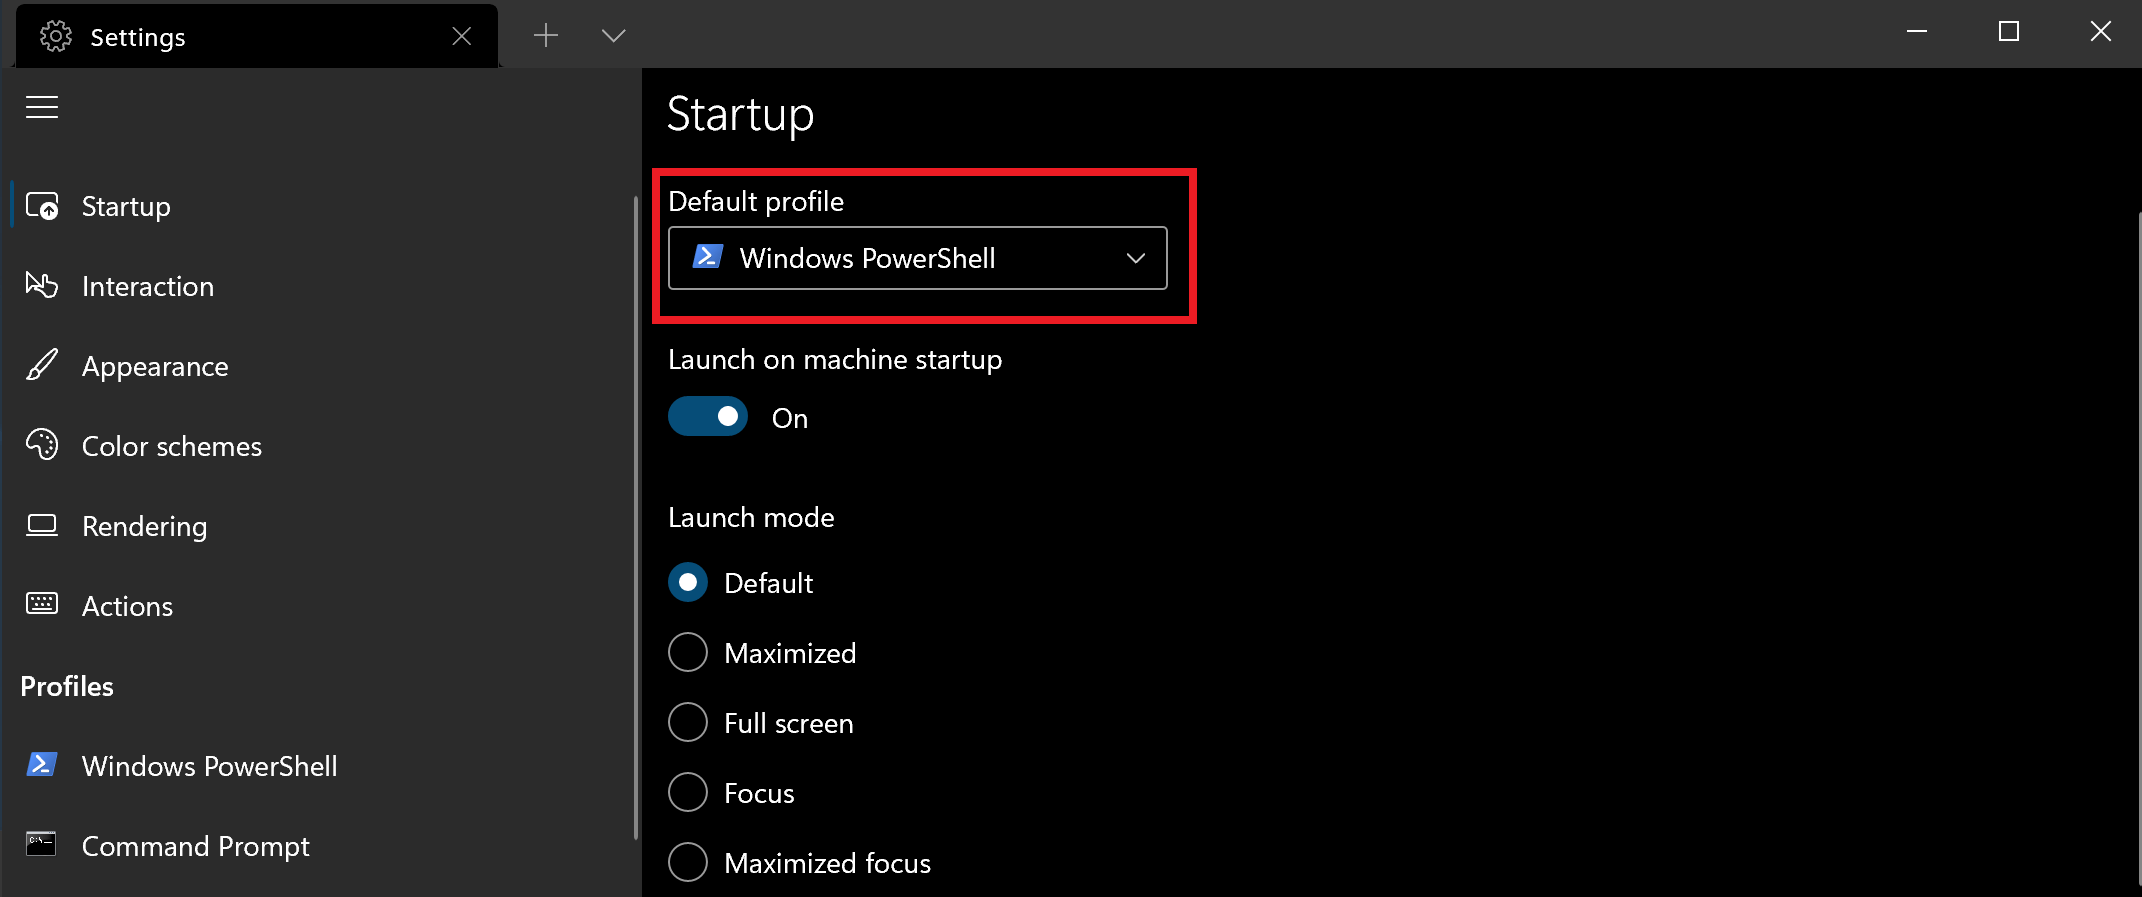 Settings
Startup
Interaction
Appearance
Color schemes
Rendering
Actions
Profiles
Windows PowerShell
Command Prompt
Startup
Default profile
Windows PowerShell
Launch on machine startup
On
Launch mode
Default
Maximized
Full screen
Focus
Maximized focus